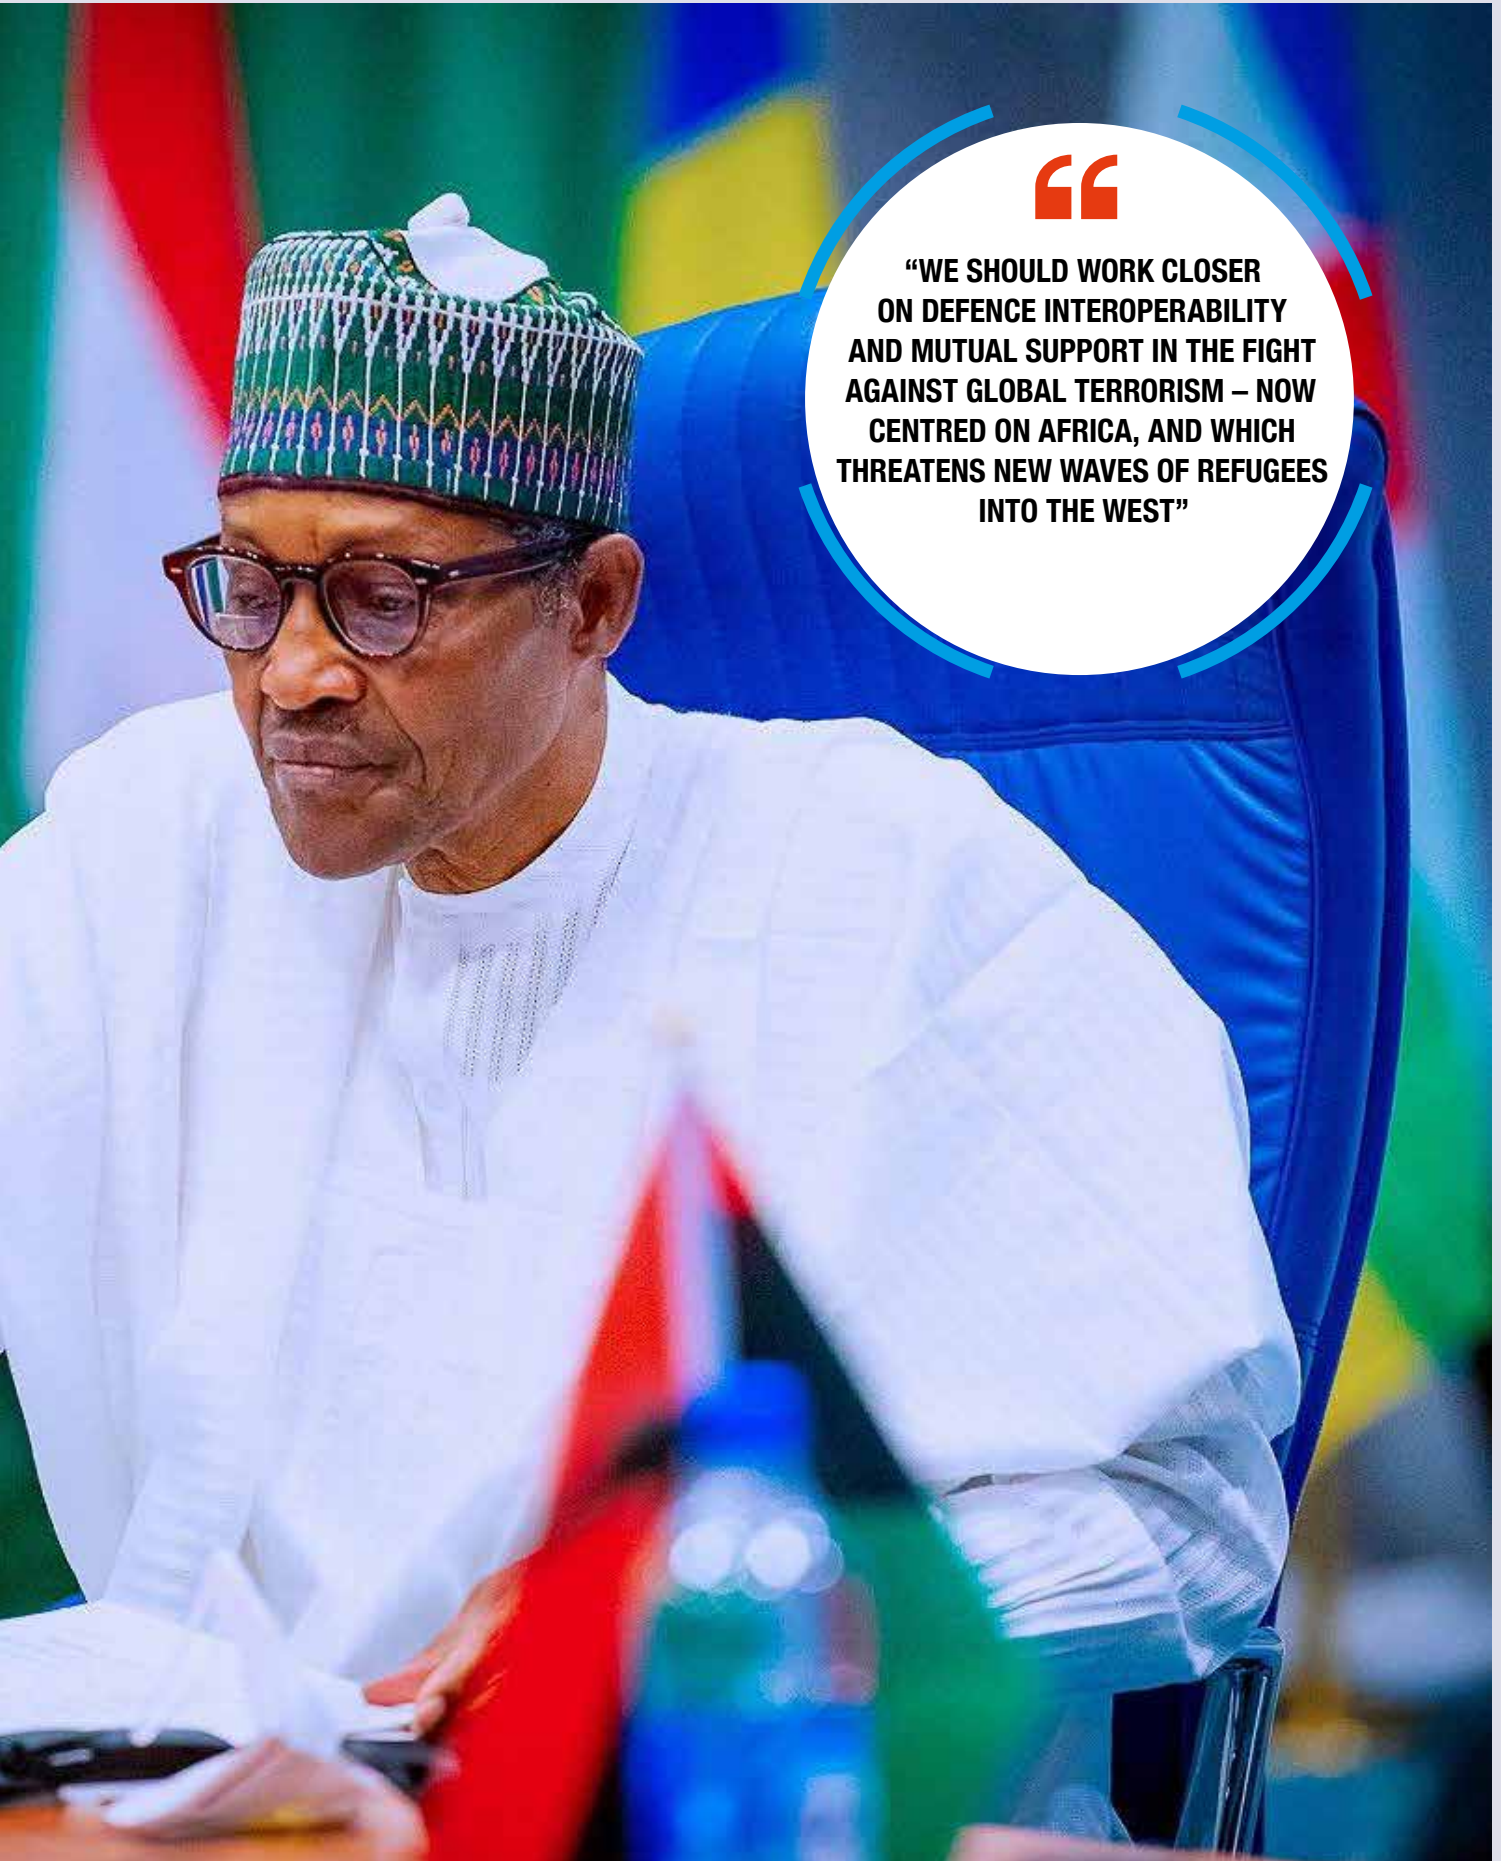 “WE SHOULD WORK CLOSER
ON DEFENCE INTEROPERABILITY
AND MUTUAL SUPPORT IN THE FIGHT
AGAINST GLOBAL TERRORISM – NOW
CENTRED ON AFRICA, AND WHICH
THREATENS NEW WAVES OF REFUGEES
INTO THE WEST”